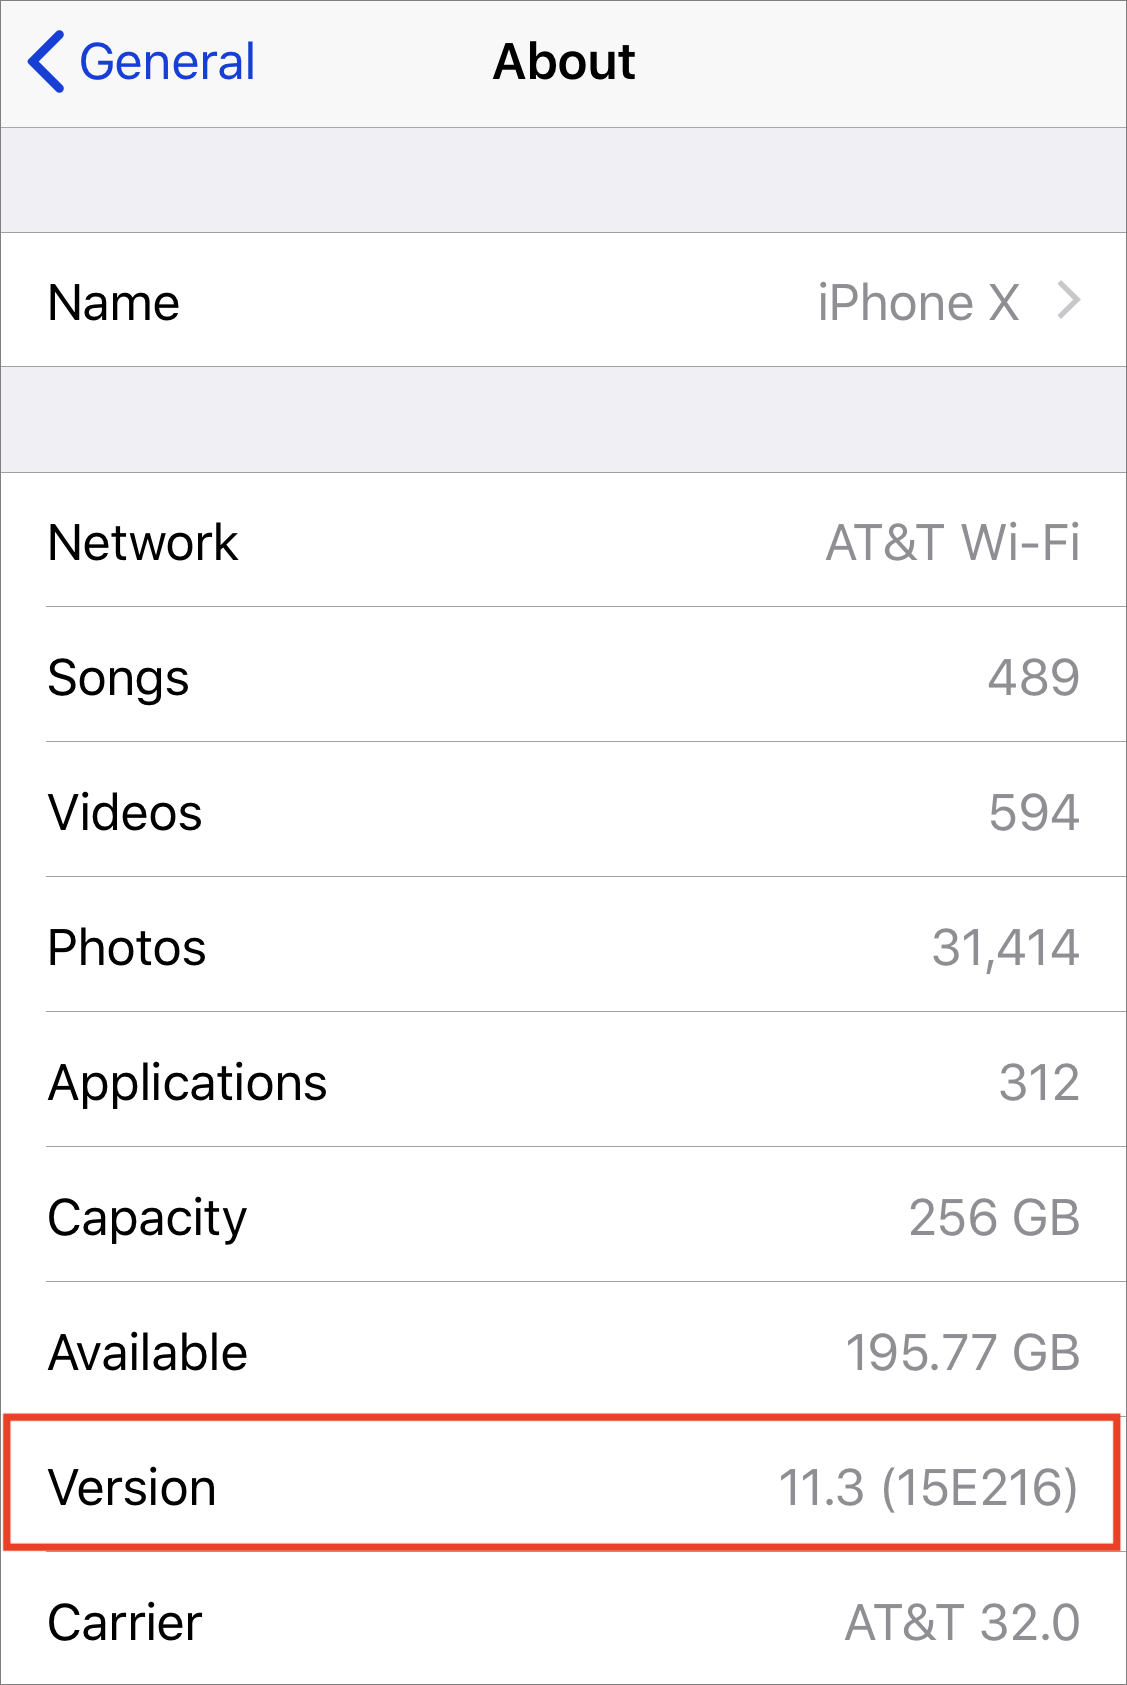 General
About
Name iPhone X
Network AT&T Wi-Fi
Songs 489
Videos 594
Photos 31,414
Applications 312
Capacity 256 GB
Available 195.77 GB
Version 11.3 (15E216)
Carrier AT&T 32.0